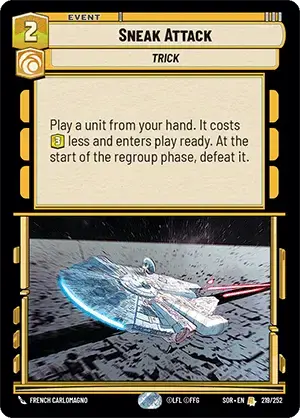 EVENT
2
SNEAK ATTACK
TRICK
Play a unit from your hand. It costs
3 less and enters play ready. At the
start of the regroup phase, defeat it.
FRENCH CARLOMAGNO
©LFL ©FFG
SOR • EN R 219/252